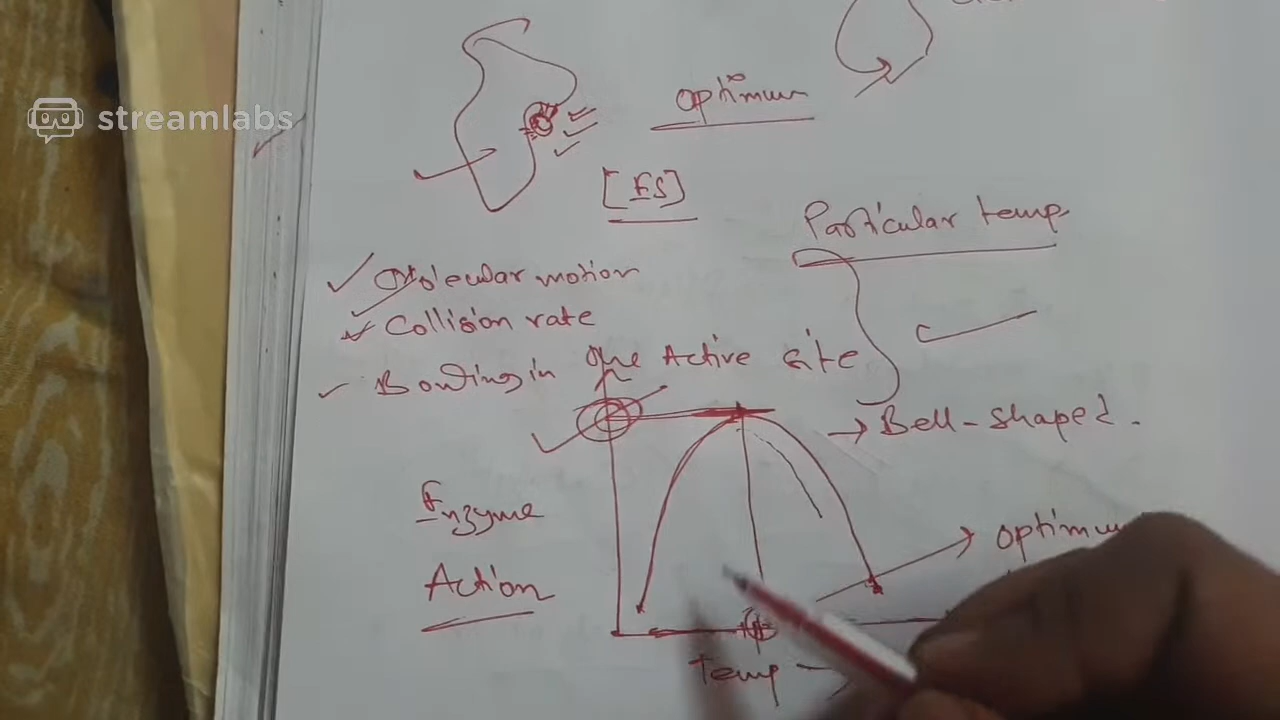 streamlabs
optimum
[ES]
Particular temp.
Molecular motion
Collision rate
Bonding in the Active site
→ Bell-shaped.
Enzyme
Action
optimum
temp